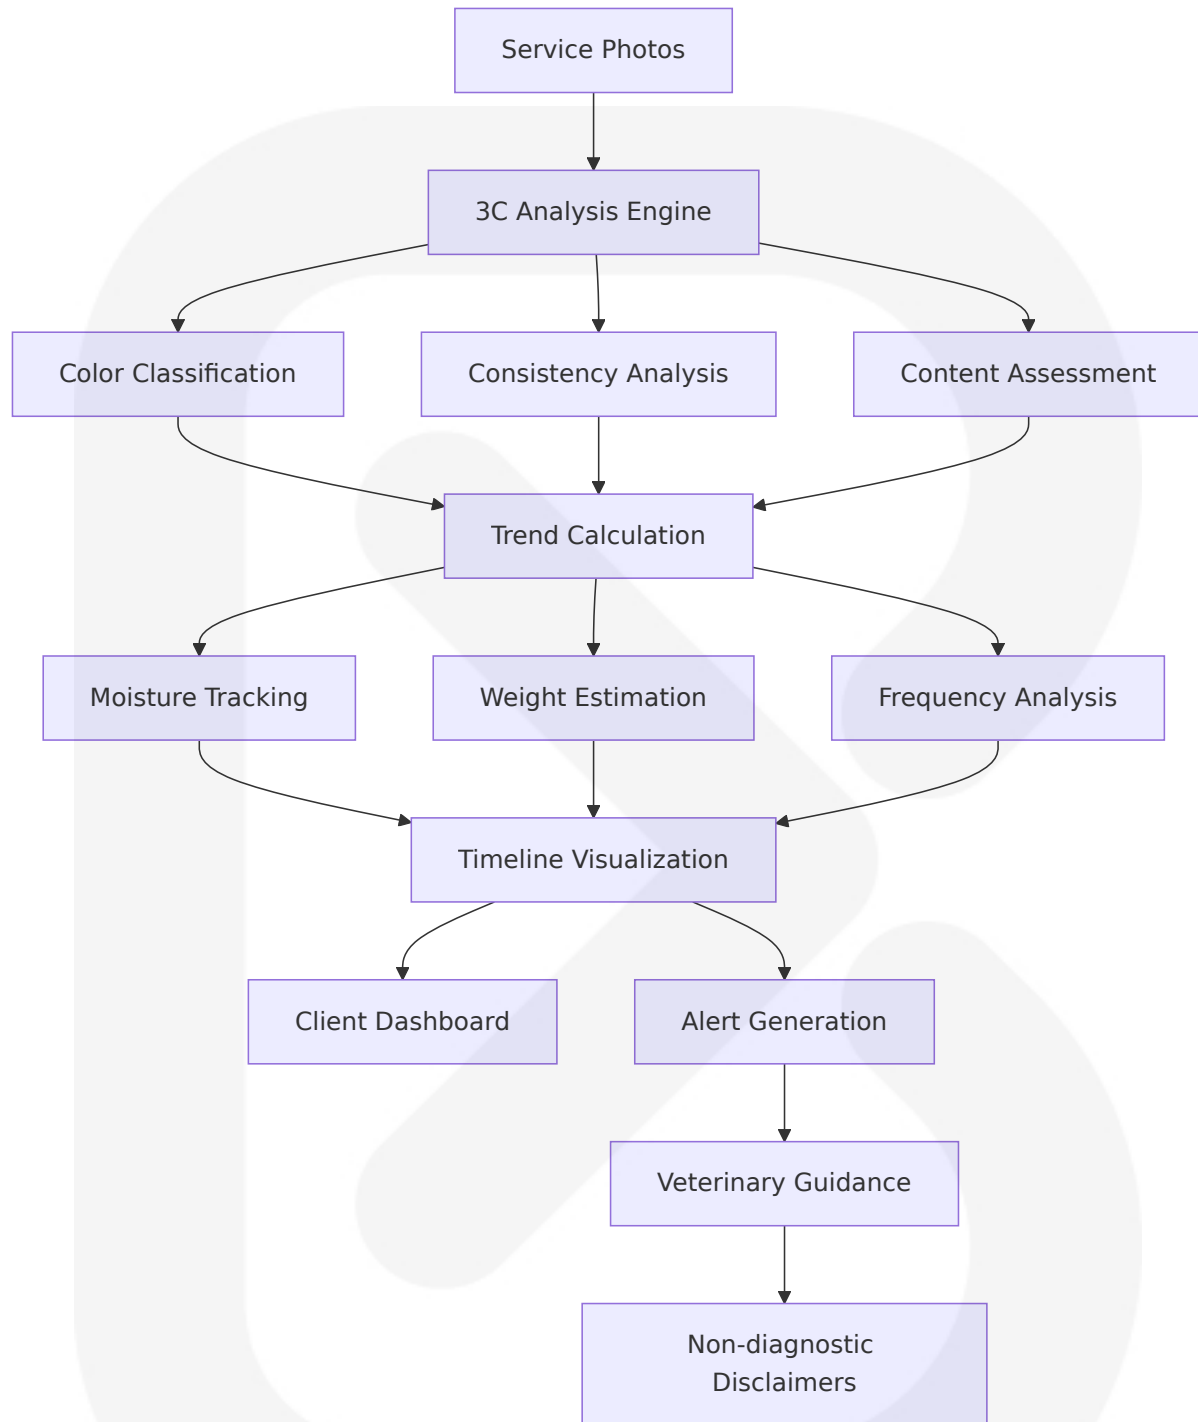 Service Photos
3C Analysis Engine
Color Classification
Consistency Analysis
Content Assessment
Trend Calculation
Moisture Tracking
Weight Estimation
Frequency Analysis
Timeline Visualization
Client Dashboard
Alert Generation
Veterinary Guidance
Non-diagnostic
Disclaimers